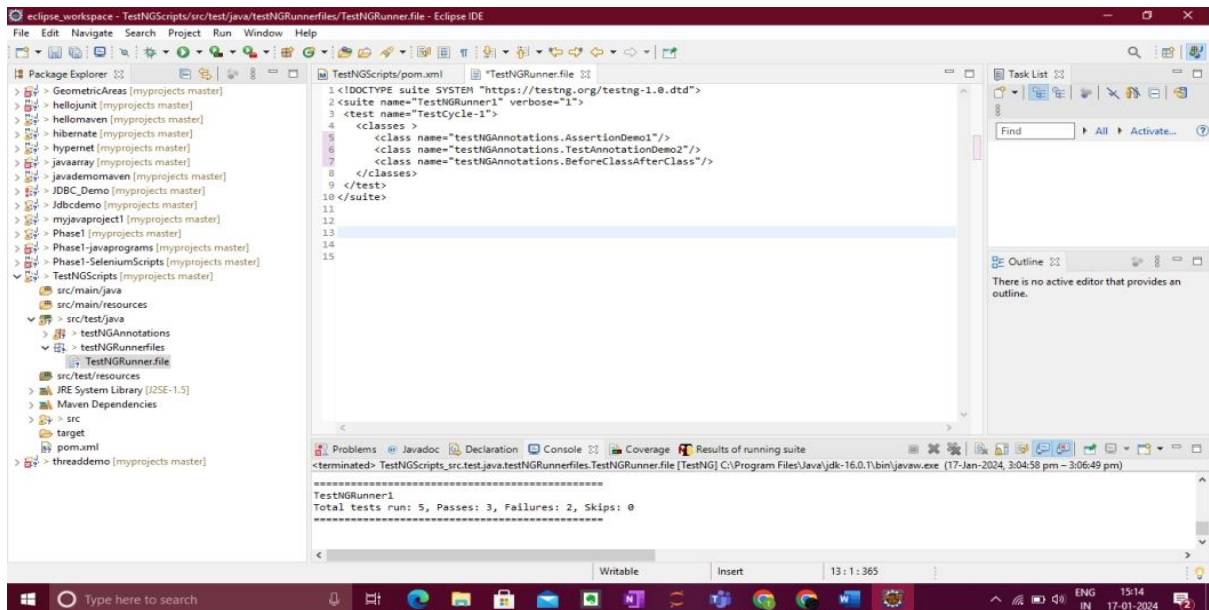 eclipse_workspace - TestNGScripts/src/test/java/testNGRunnerfiles/TestNGRunner.file - Eclipse IDE
File Edit Navigate Search Project Run Window Help
Package Explorer
> GeometricAreas [myprojects master]
> hellojunit [myprojects master]
> hellomaven [myprojects master]
> hibernate [myprojects master]
> hypernet [myprojects master]
> javaarray [myprojects master]
> javademomaven [myprojects master]
> JDBC_Demo [myprojects master]
> Jdbcdemo [myprojects master]
> myjavaproject1 [myprojects master]
> Phase1 [myprojects master]
> Phase1-javaprograms [myprojects master]
> Phase1-SeleniumScripts [myprojects master]
> TestNGScripts [myprojects master]
src/main/java
src/main/resources
> src/test/java
> testNGAnnotations
> testNGRunnerfiles
TestNGRunner.file
src/test/resources
JRE System Library [J2SE-1.5]
Maven Dependencies
> src
target
pom.xml
> threaddemo [myprojects master]
TestNGScripts/pom.xml *TestNGRunner.file
1 <!DOCTYPE suite SYSTEM "https://testng.org/testng-1.0.dtd">
2 <suite name="TestNGRunner1" verbose="1">
3 <test name="TestCycle-1">
4 <classes >
5 <class name="testNGAnnotations.AssertionDemo1"/>
6 <class name="testNGAnnotations.TestAnnotationDemo2"/>
7 <class name="testNGAnnotations.BeforeClassAfterClass"/>
8 </classes>
9 </test>
10 </suite>
11
12
13
14
15
Task List
Find All Activate...
Outline
There is no active editor that provides an
outline.
Problems Javadoc Declaration Console Coverage Results of running suite
<terminated> TestNGScripts_src.test.java.testNGRunnerfiles.TestNGRunner.file [TestNG] C:\Program Files\Java\jdk-16.0.1\bin\javaw.exe (17-Jan-2024, 3:04:58 pm – 3:06:49 pm)
===============================================
TestNGRunner1
Total tests run: 5, Passes: 3, Failures: 2, Skips: 0
===============================================
Writable Insert 13 : 1 : 365
Type here to search
ENG 15:14
IN 17-01-2024